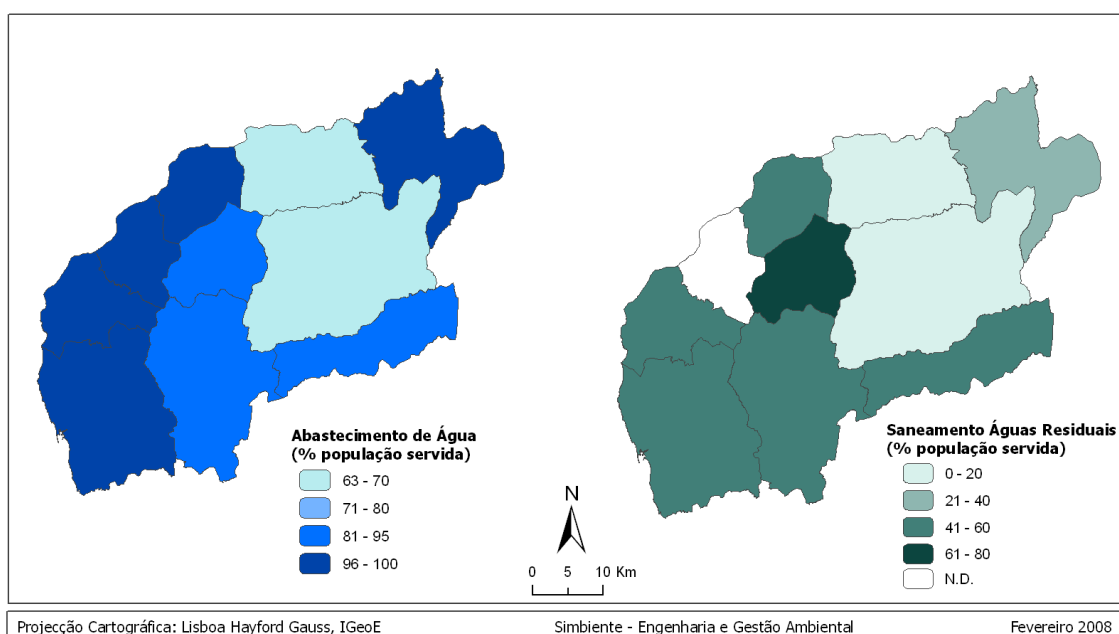 Abastecimento de Água
(% população servida)
63 - 70
71 - 80
81 - 95
96 - 100
N
0 5 10 Km
Saneamento Águas Residuais
(% população servida)
0 - 20
21 - 40
41 - 60
61 - 80
N.D.
Projecção Cartográfica: Lisboa Hayford Gauss, IGeoE Simbiente - Engenharia e Gestão Ambiental Fevereiro 2008